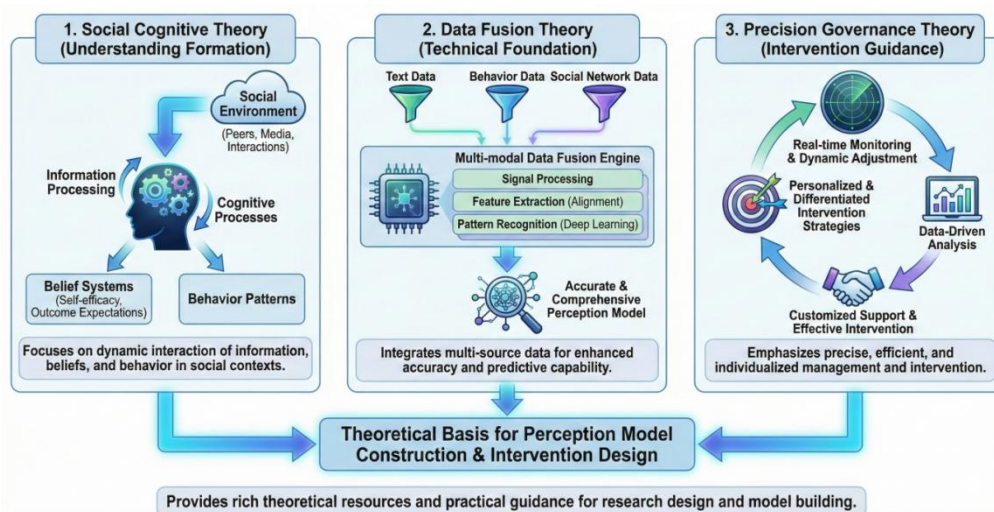 1. Social Cognitive Theory
(Understanding Formation)
Social
Environment
(Peers, Media,
Interactions)
Information
Processing
Cognitive
Processes
Belief Systems
(Self-efficacy,
Outcome Expectations)
Behavior Patterns
Focuses on dynamic interaction of information,
beliefs, and behavior in social contexts.
2. Data Fusion Theory
(Technical Foundation)
Text Data
Behavior Data
Social Network Data
Multi-modal Data Fusion Engine
Signal Processing
Feature Extraction (Alignment)
Pattern Recognition (Deep Learning)
Accurate &
Comprehensive
Perception Model
Integrates multi-source data for enhanced
accuracy and predictive capability.
3. Precision Governance Theory
(Intervention Guidance)
Real-time Monitoring
& Dynamic Adjustment
Personalized &
Differentiated
Intervention
Strategies
Data-Driven
Analysis
Customized Support &
Effective Intervention
Emphasizes precise, efficient, and
individualized management and intervention.
Theoretical Basis for Perception Model
Construction & Intervention Design
Provides rich theoretical resources and practical guidance for research design and model building.